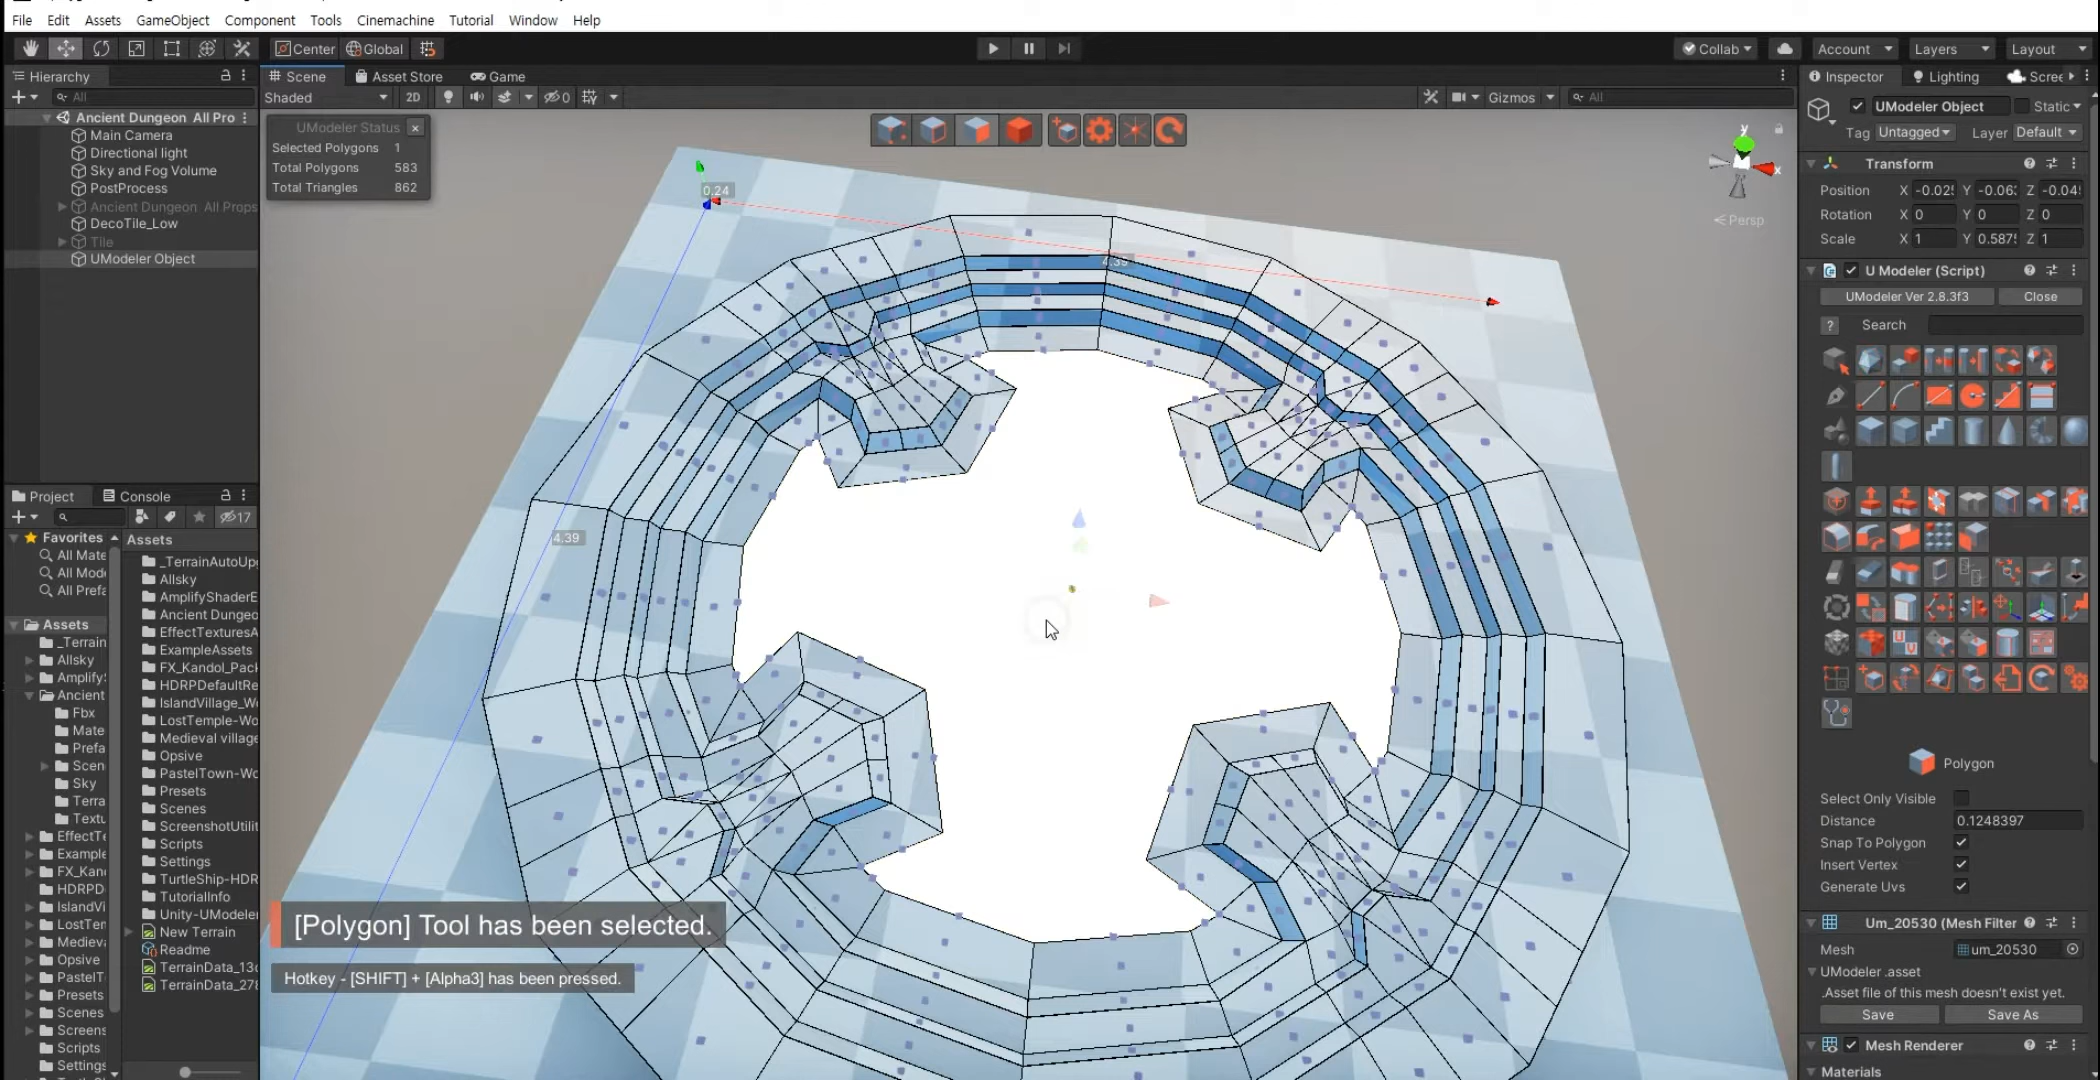 File Edit Assets GameObject Component Tools Cinemachine Tutorial Window Help
Center Global
Collab Account Layers Layout
Hierarchy
All
Ancient Dungeon All Pro
Main Camera
Directional light
Sky and Fog Volume
PostProcess
Ancient Dungeon All Props
DecoTile_Low
Tile
UModeler Object
Scene Asset Store Game
Shaded 2D 0 Gizmos All
UModeler Status
Selected Polygons 1
Total Polygons 583
Total Triangles 862
0.24
4.39
4.39
y
x
Persp
[Polygon] Tool has been selected.
Hotkey - [SHIFT] + [Alpha3] has been pressed.
Project Console
17
Favorites
All Mate
All Mode
All Prefa
Assets
_Terrain
Allsky
Amplify
Ancient
Fbx
Mate
Prefa
Scen
Sky
Terra
Textu
EffectTe
Example
FX_Kan
HDRPD
IslandVi
LostTem
Medieva
Opsive
PastelT
Presets
Scenes
Screens
Scripts
Settings
Assets
_TerrainAutoUp
Allsky
AmplifyShaderE
Ancient Dungeo
EffectTexturesA
ExampleAssets
FX_Kandol_Pack
HDRPDefaultRe
IslandVillage_Wo
LostTemple-Wo
Medieval village
Opsive
PastelTown-Wo
Presets
Scenes
ScreenshotUtilit
Scripts
Settings
TurtleShip-HDR
TutorialInfo
Unity-UModeler
New Terrain
Readme
TerrainData_13
TerrainData_278
Inspector Lighting Scree
UModeler Object Static
Tag Untagged Layer Default
Transform
Position X -0.02 Y -0.06 Z -0.04
Rotation X 0 Y 0 Z 0
Scale X 1 Y 0.587 Z 1
U Modeler (Script)
UModeler Ver 2.8.3f3 Close
? Search
Polygon
Select Only Visible
Distance 0.1248397
Snap To Polygon
Insert Vertex
Generate Uvs
Um_20530 (Mesh Filter
Mesh um_20530
UModeler .asset
.Asset file of this mesh doesn't exist yet.
Save Save As
Mesh Renderer
Materials